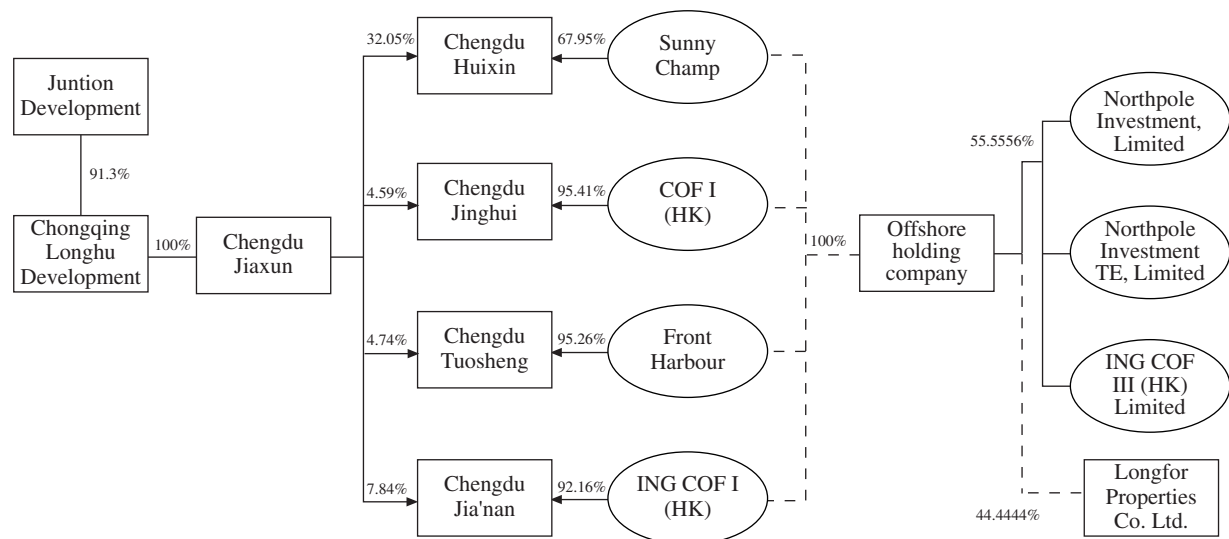 Juntion
Development
91.3%
Chongqing
Longhu
Development
100%
Chengdu
Jiaxun
32.05%
Chengdu
Huixin
67.95%
Sunny
Champ
4.59%
Chengdu
Jinghui
95.41%
COF I
(HK)
4.74%
Chengdu
Tuosheng
95.26%
Front
Harbour
7.84%
Chengdu
Jia'nan
92.16%
ING COF I
(HK)
100%
Offshore
holding
company
55.5556%
Northpole
Investment,
Limited
Northpole
Investment
TE, Limited
ING COF
III (HK)
Limited
44.4444%
Longfor
Properties
Co. Ltd.